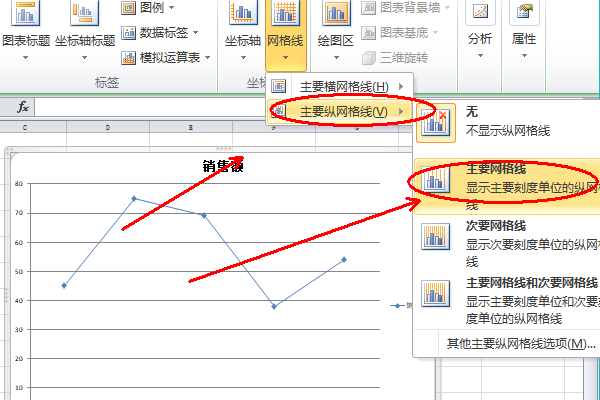 图例
图表标题
坐标轴标题
数据标签
模拟运算表
标签
坐标轴
网格线
绘图区
图表背景墙
图表基底
三维旋转
分析
属性
主要横网格线(H)
主要纵网格线(V)
fx
无
不显示纵网格线
主要网格线
显示主要刻度单位的纵网格
线
次要网格线
显示次要刻度单位的纵网格
线
主要网格线和次要网格线
显示主要刻度单位和次要刻
度单位的纵网格线
其他主要纵网格线选项(M)...
C
D
E
F
销售额
80
70
60
50
40
30
20
10